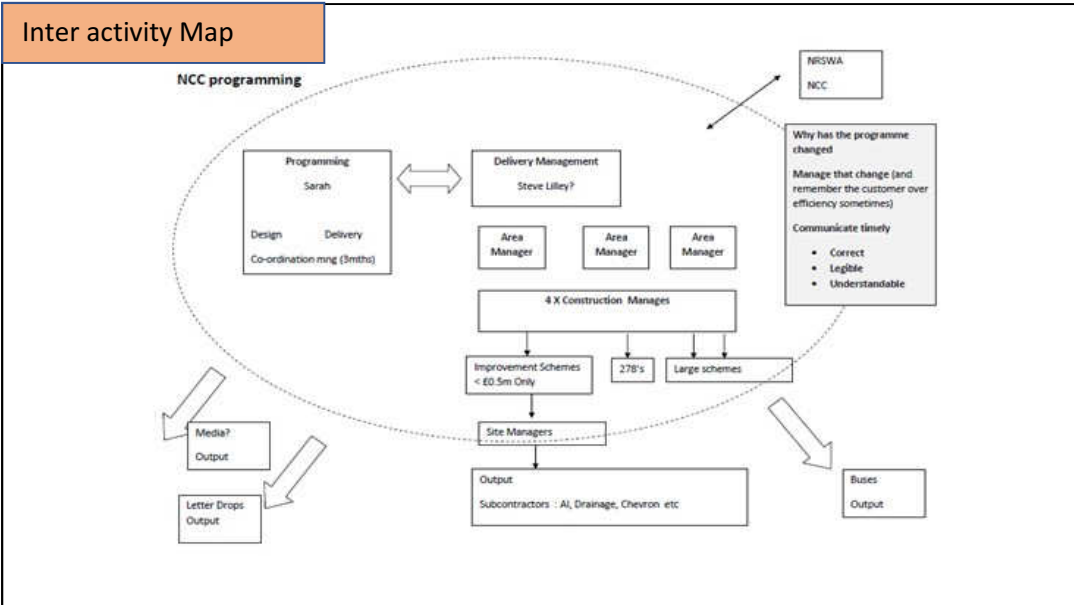 Inter activity Map
NCC programming
NRSWA
NCC
Why has the programme
changed
Manage that change (and
remember the customer over
efficiency sometimes)
Communicate timely
• Correct
• Legible
• Understandable
Programming
Sarah
Design Delivery
Co-ordination mng (3mths)
Delivery Management
Steve Lilley?
Area
Manager
Area
Manager
Area
Manager
4 X Construction Manages
Improvement Schemes
< £0.5m Only
278's
Large schemes
Site Managers
Output
Subcontractors : AI, Drainage, Chevron etc
Media?
Output
Letter Drops
Output
Buses
Output